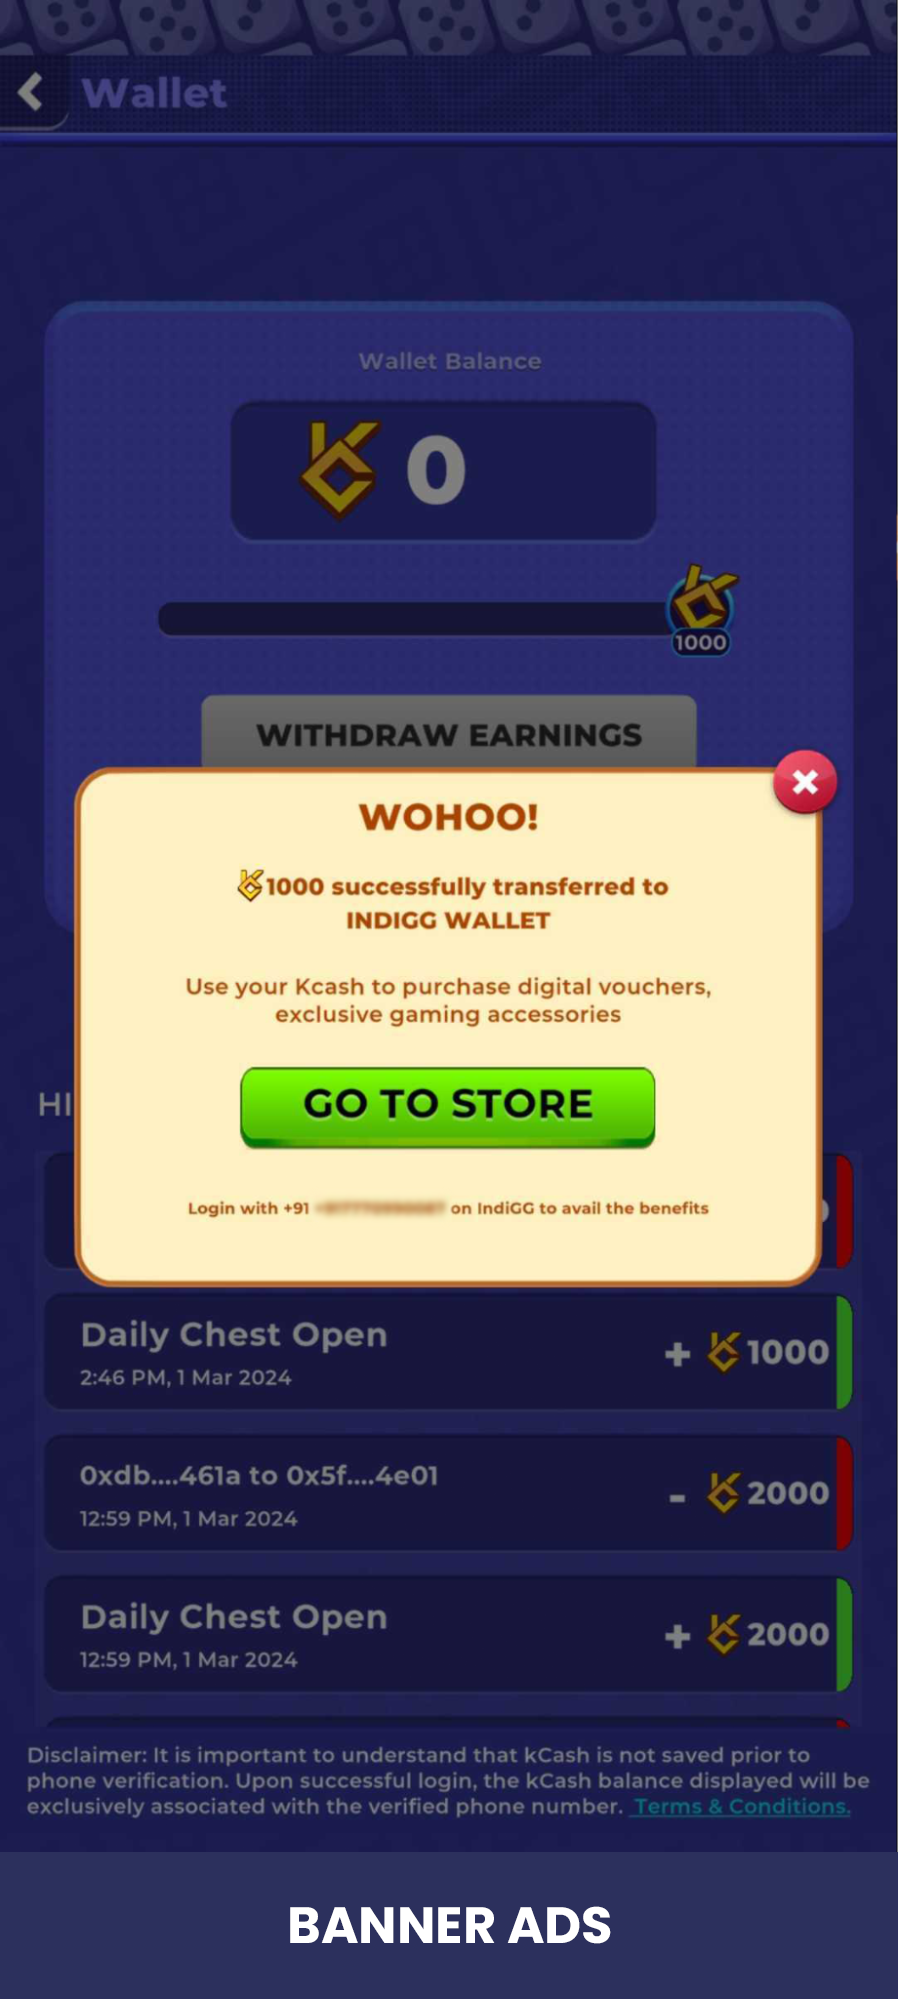 Wallet
Wallet Balance
0
1000
WITHDRAW EARNINGS
WOHOO!
1000 successfully transferred to
INDIGG WALLET
Use your Kcash to purchase digital vouchers,
exclusive gaming accessories
GO TO STORE
HI
Login with +91 on IndiGG to avail the benefits
Daily Chest Open
+ 1000
2:46 PM, 1 Mar 2024
0xdb....461a to 0x5f....4e01
- 2000
12:59 PM, 1 Mar 2024
Daily Chest Open
+ 2000
12:59 PM, 1 Mar 2024
Disclaimer: It is important to understand that kCash is not saved prior to
phone verification. Upon successful login, the kCash balance displayed will be
exclusively associated with the verified phone number. Terms & Conditions.
BANNER ADS